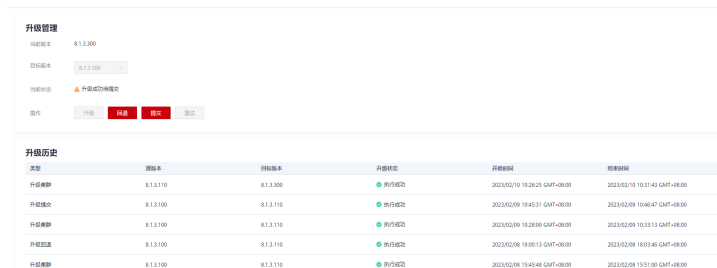 升级管理
当前版本 8.1.3.300
目标版本 8.1.3.300
当前状态 升级成功待提交
操作 升级 回退 提交 重试
升级历史
类型 源版本 目标版本 升级状态 开始时间 结束时间
升级集群 8.1.3.110 8.1.3.300 执行成功 2023/02/10 10:26:25 GMT+08:00 2023/02/10 10:31:43 GMT+08:00
升级提交 8.1.3.100 8.1.3.110 执行成功 2023/02/09 10:45:31 GMT+08:00 2023/02/09 10:46:47 GMT+08:00
升级集群 8.1.3.100 8.1.3.110 执行成功 2023/02/09 10:28:00 GMT+08:00 2023/02/09 10:33:13 GMT+08:00
升级回退 8.1.3.100 8.1.3.110 执行成功 2023/02/08 18:00:13 GMT+08:00 2023/02/08 18:03:46 GMT+08:00
升级集群 8.1.3.100 8.1.3.110 执行成功 2023/02/08 15:45:48 GMT+08:00 2023/02/08 15:51:00 GMT+08:00